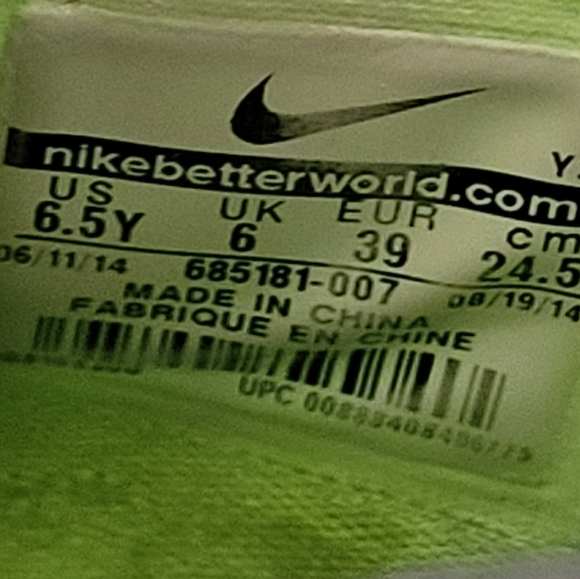 nikebetterworld.com
US UK EUR cm
6.5Y 6 39 24.5
06/11/14 685181-007 08/19/14
MADE IN CHINA
FABRIQUE EN CHINE
UPC